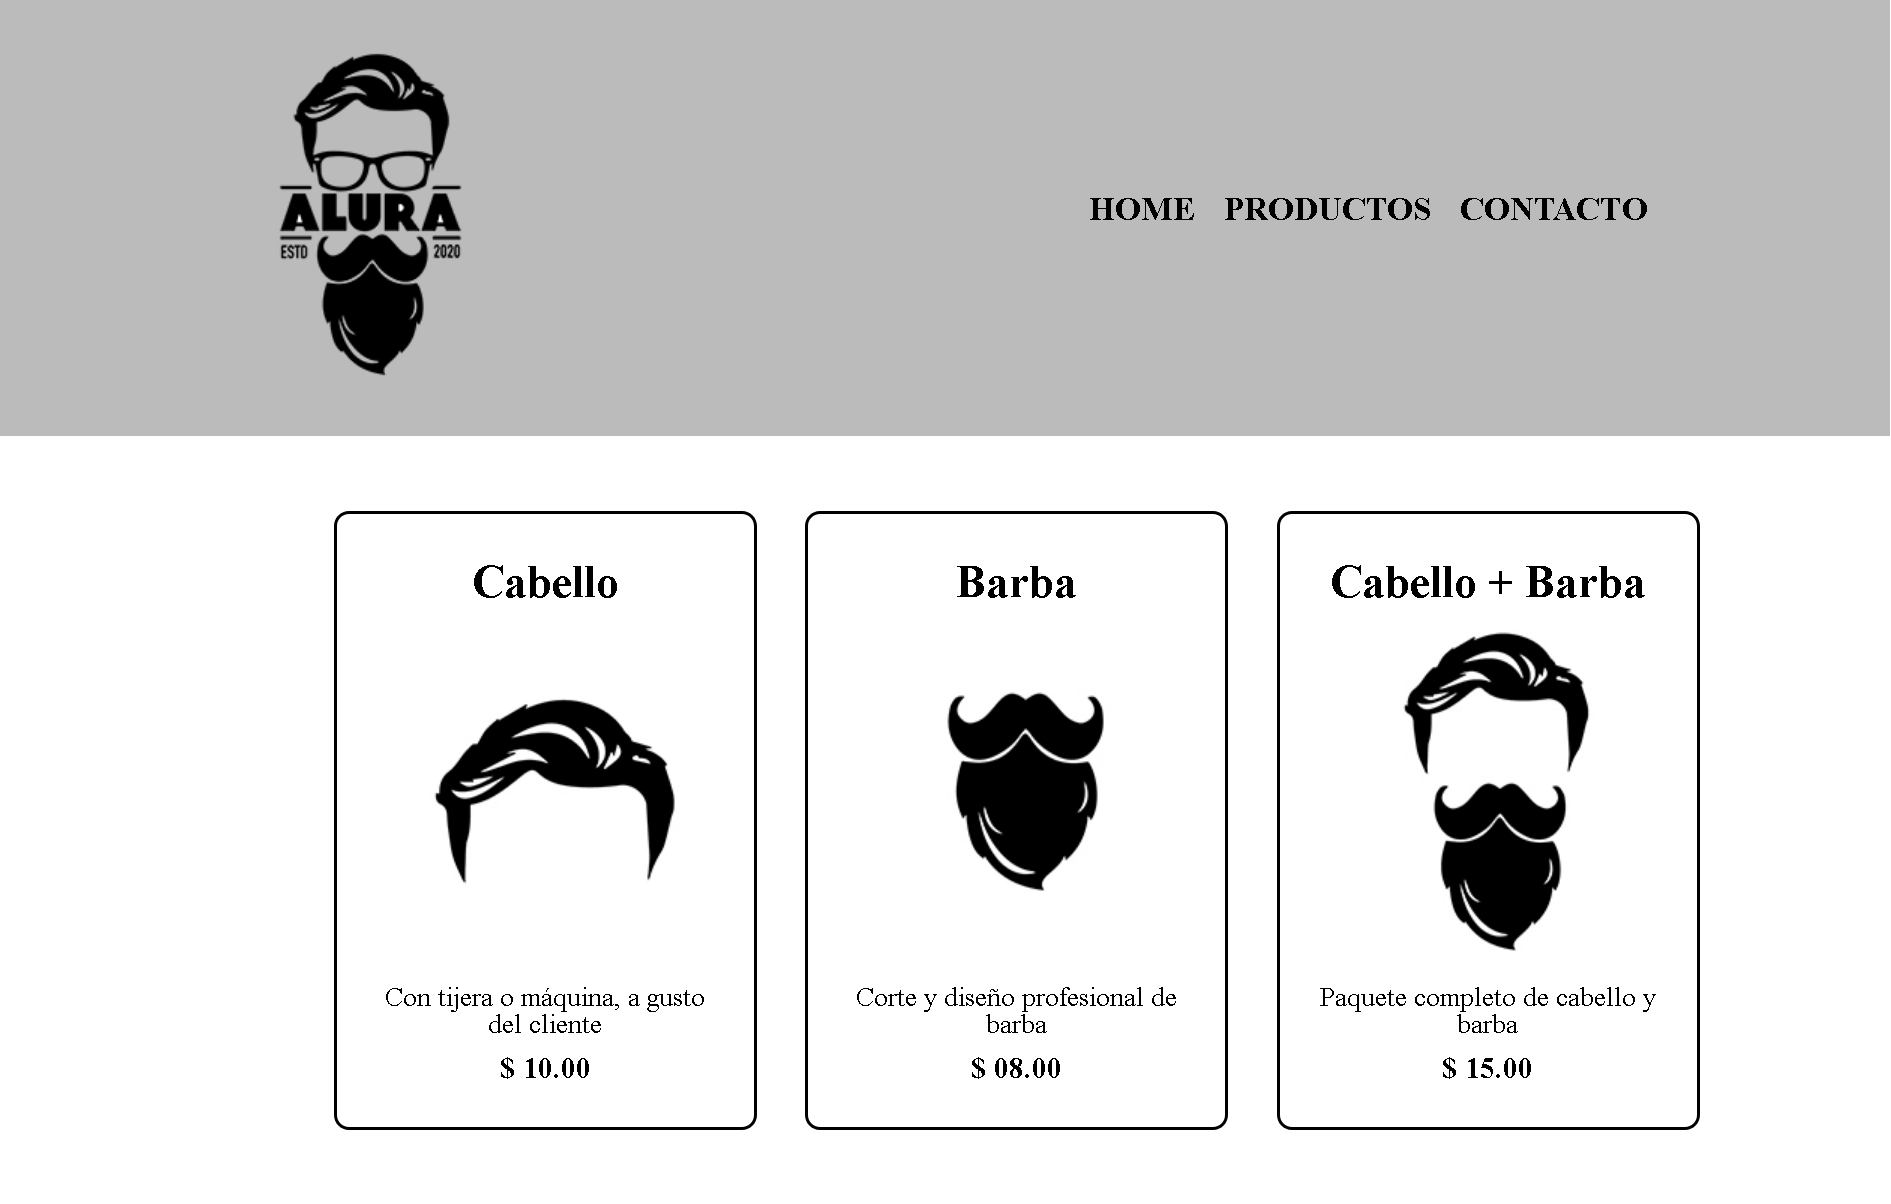 ALURA
ESTD 2020
HOME PRODUCTOS CONTACTO
Cabello
Con tijera o máquina, a gusto
del cliente
$ 10.00
Barba
Corte y diseño profesional de
barba
$ 08.00
Cabello + Barba
Paquete completo de cabello y
barba
$ 15.00